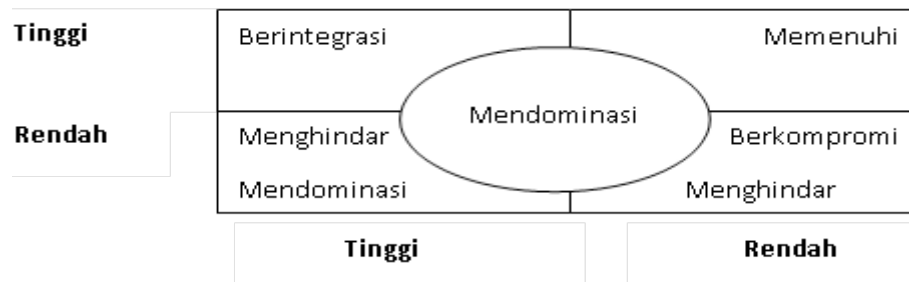 Tinggi
Berintegrasi
Memenuhi
Mendominasi
Rendah
Menghindar
Berkompromi
Mendominasi
Menghindar
Tinggi
Rendah